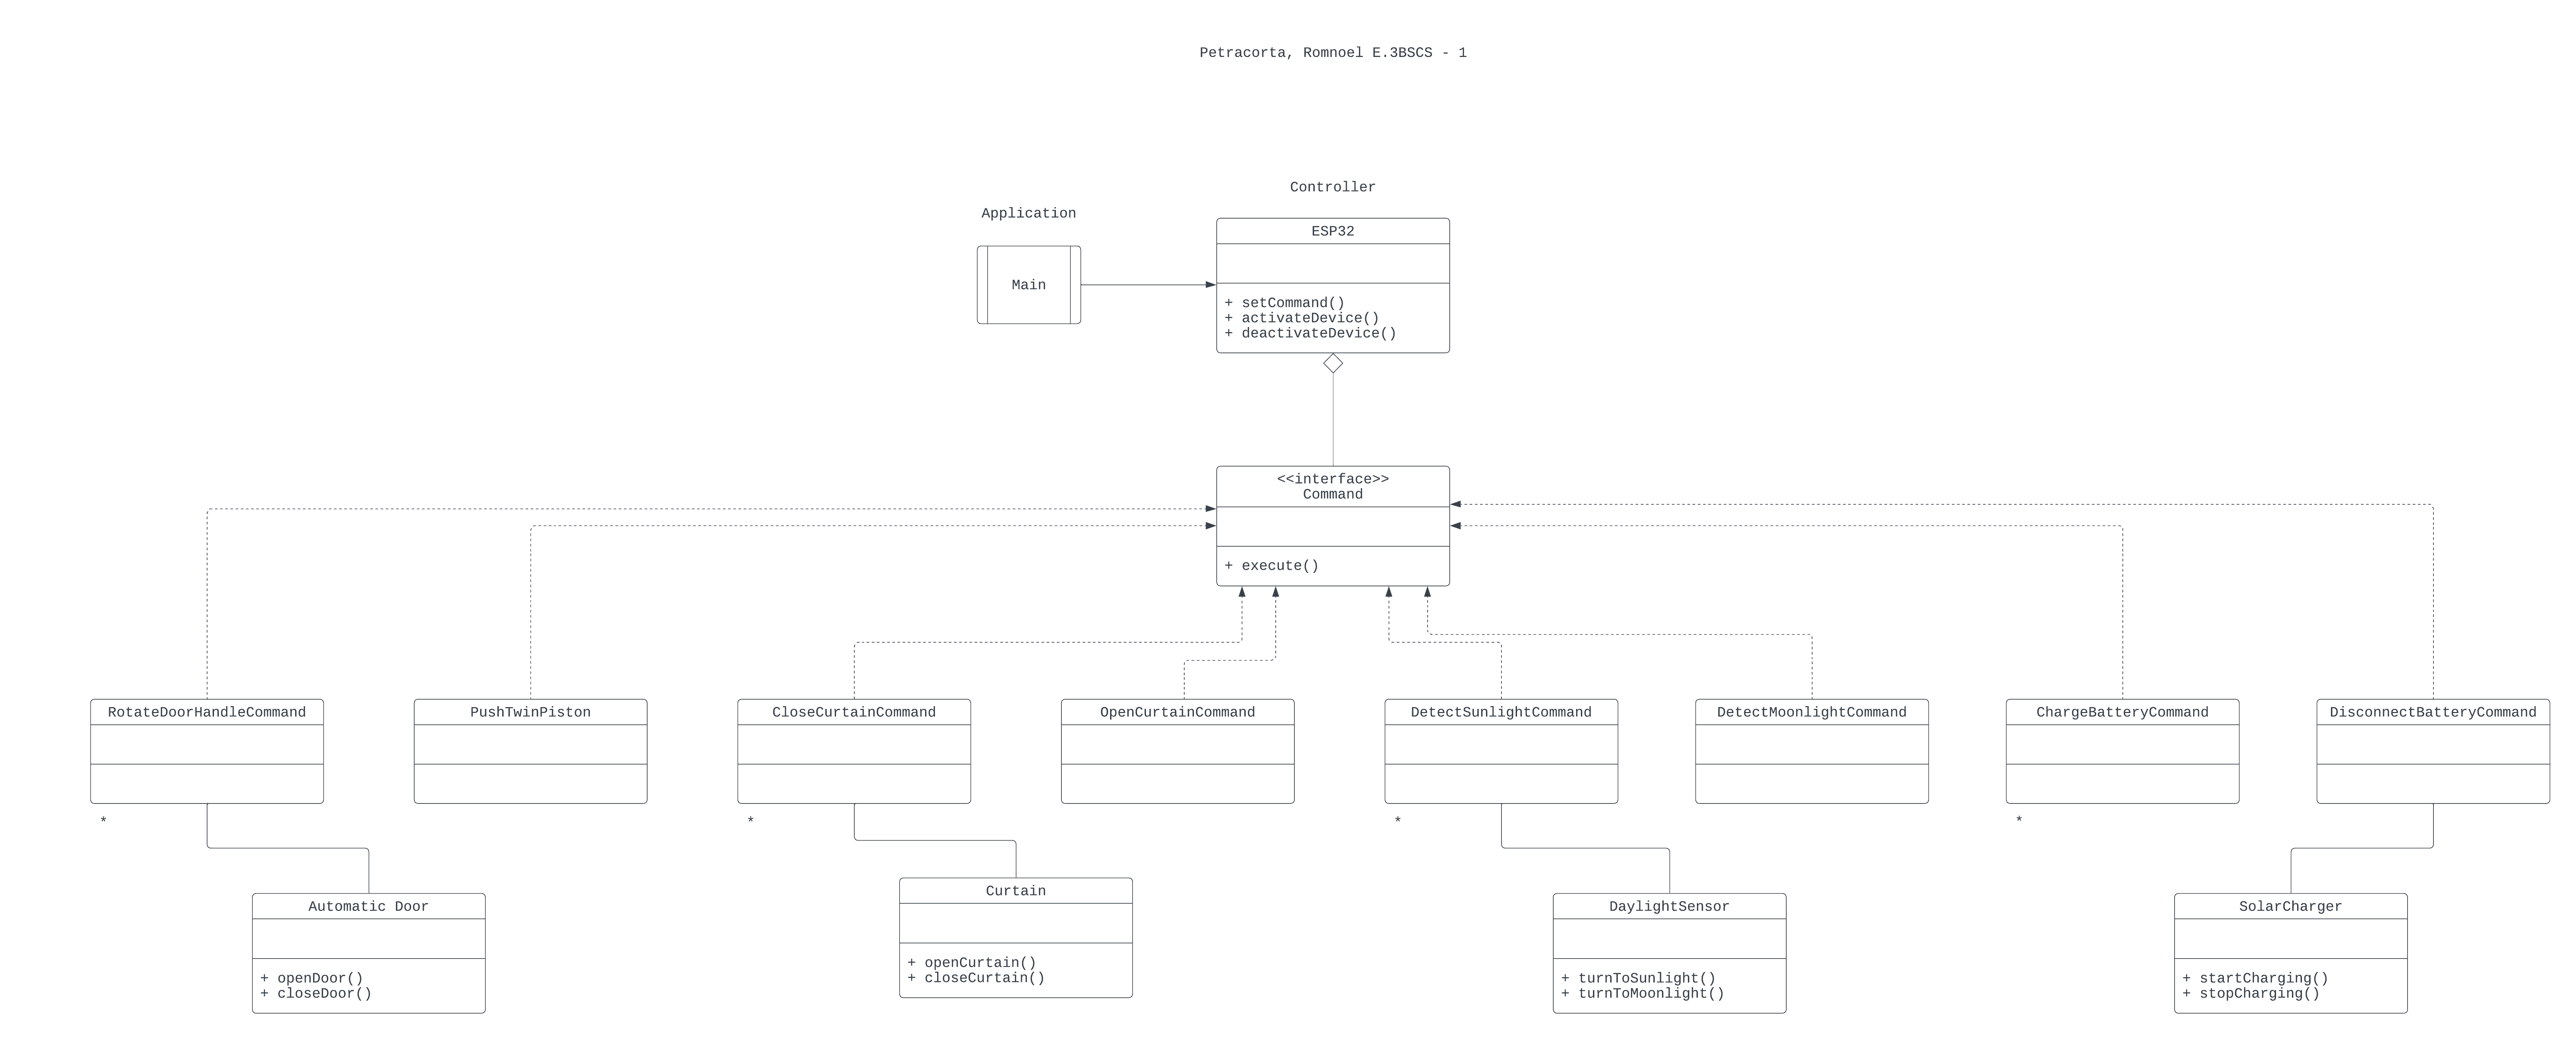 Petracorta, Romnoel E.3BSCS - 1
Controller
Application
ESP32
Main
+ setCommand()
+ activateDevice()
+ deactivateDevice()
<<interface>>
Command
+ execute()
RotateDoorHandleCommand
PushTwinPiston
CloseCurtainCommand
OpenCurtainCommand
DetectSunlightCommand
DetectMoonlightCommand
ChargeBatteryCommand
DisconnectBatteryCommand
*
*
*
*
Automatic Door
+ openDoor()
+ closeDoor()
Curtain
+ openCurtain()
+ closeCurtain()
DaylightSensor
+ turnToSunlight()
+ turnToMoonlight()
SolarCharger
+ startCharging()
+ stopCharging()